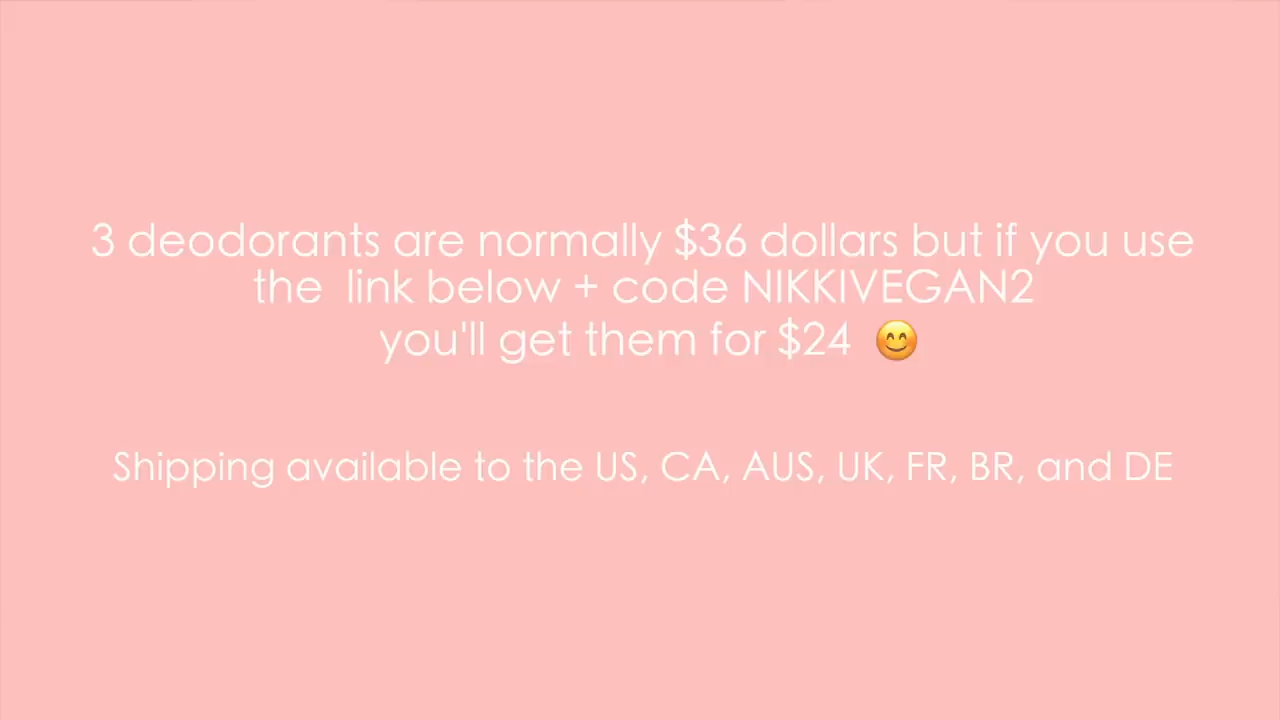 3 deodorants are normally $36 dollars but if you use
the link below + code NIKKIVEGAN2
you'll get them for $24 😊
Shipping available to the US, CA, AUS, UK, FR, BR, and DE